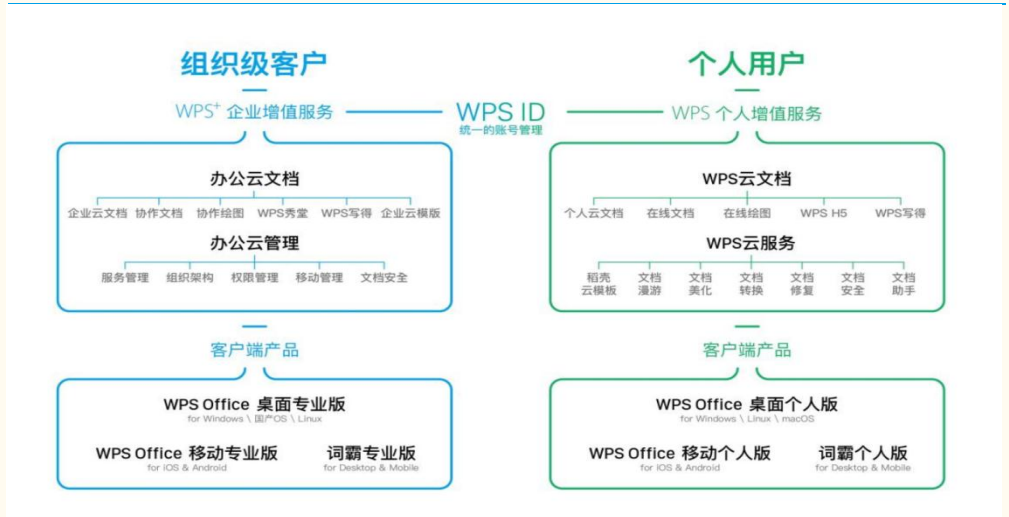 组织级客户
WPS+ 企业增值服务
办公云文档
企业云文档 协作文档 协作绘图 WPS秀堂 WPS写得 企业云模版
办公云管理
服务管理 组织架构 权限管理 移动管理 文档安全
客户端产品
WPS Office 桌面专业版
for Windows \ 国产OS \ Linux
WPS Office 移动专业版
for iOS & Android
词霸专业版
for Desktop & Mobile
WPS ID
统一的账号管理
个人用户
WPS 个人增值服务
WPS云文档
个人云文档 在线文档 在线绘图 WPS H5 WPS写得
WPS云服务
稻壳 文档 文档 文档 文档 文档 文档
云模板 漫游 美化 转换 修复 安全 助手
客户端产品
WPS Office 桌面个人版
for Windows \ Linux \ macOS
WPS Office 移动个人版
for iOS & Android
词霸个人版
for Desktop & Mobile